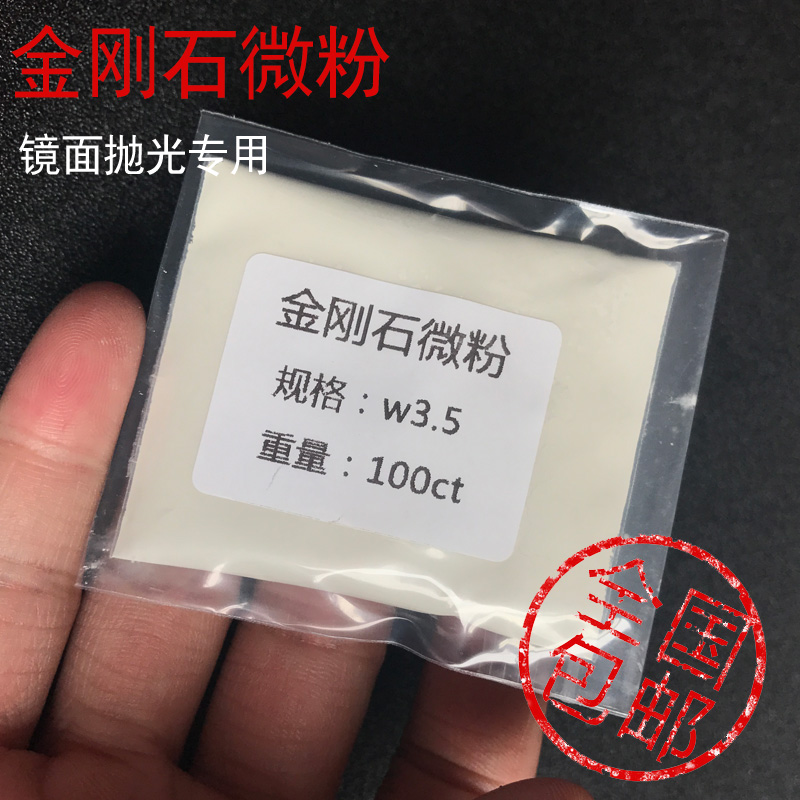 金刚石微粉
镜面抛光专用
金刚石微粉
规格：w3.5
重量：100ct
全国
包邮